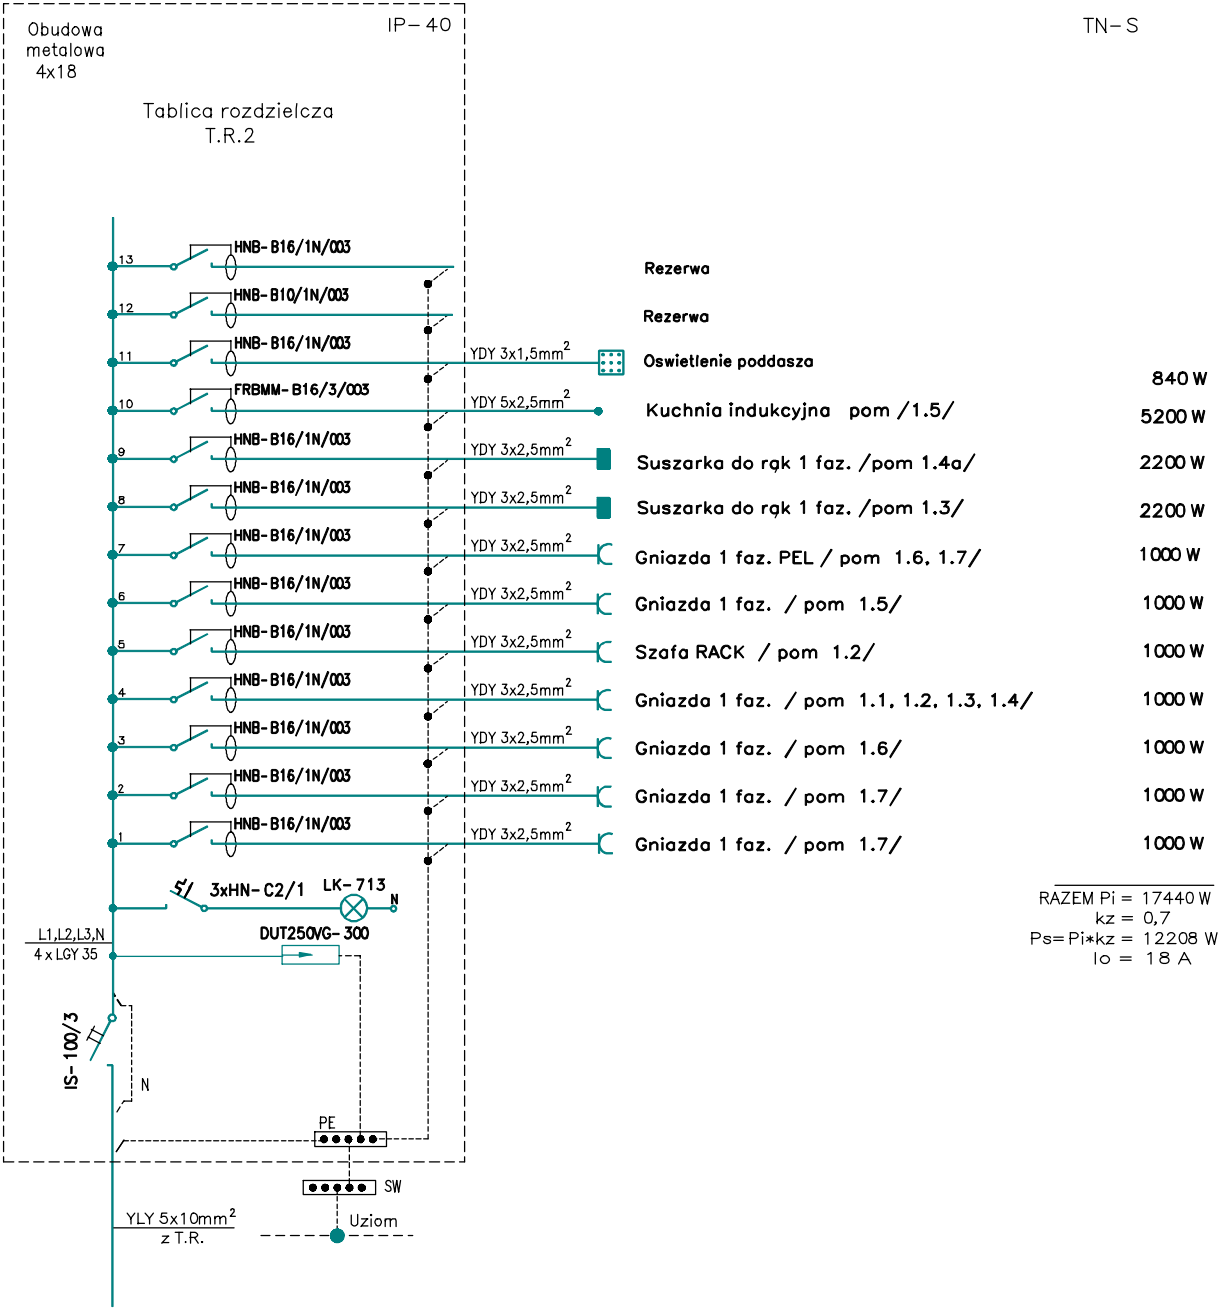 Obudowa
metalowa
4x18
IP-40
TN-S
Tablica rozdzielcza
T.R.2
13 HNB-B16/1N/003 Rezerwa
12 HNB-B10/1N/003 Rezerwa
11 HNB-B16/1N/003 YDY 3x1,5mm² Oswietlenie poddasza 840 W
10 FRBMM-B16/3/003 YDY 5x2,5mm² Kuchnia indukcyjna pom /1.5/ 5200 W
9 HNB-B16/1N/003 YDY 3x2,5mm² Suszarka do rąk 1 faz. /pom 1.4a/ 2200 W
8 HNB-B16/1N/003 YDY 3x2,5mm² Suszarka do rąk 1 faz. /pom 1.3/ 2200 W
7 HNB-B16/1N/003 YDY 3x2,5mm² Gniazda 1 faz. PEL / pom 1.6, 1.7/ 1000 W
6 HNB-B16/1N/003 YDY 3x2,5mm² Gniazda 1 faz. / pom 1.5/ 1000 W
5 HNB-B16/1N/003 YDY 3x2,5mm² Szafa RACK / pom 1.2/ 1000 W
4 HNB-B16/1N/003 YDY 3x2,5mm² Gniazda 1 faz. / pom 1.1, 1.2, 1.3, 1.4/ 1000 W
3 HNB-B16/1N/003 YDY 3x2,5mm² Gniazda 1 faz. / pom 1.6/ 1000 W
2 HNB-B16/1N/003 YDY 3x2,5mm² Gniazda 1 faz. / pom 1.7/ 1000 W
1 HNB-B16/1N/003 YDY 3x2,5mm² Gniazda 1 faz. / pom 1.7/ 1000 W
3xHN-C2/1 LK-713 N
RAZEM Pi = 17440 W
kz = 0,7
Ps=Pi*kz = 12208 W
Io = 18 A
L1,L2,L3,N
4 x LGY 35
DUT250VG-300
IS-100/3
N
PE
SW
YLY 5x10mm²
z T.R.
Uziom